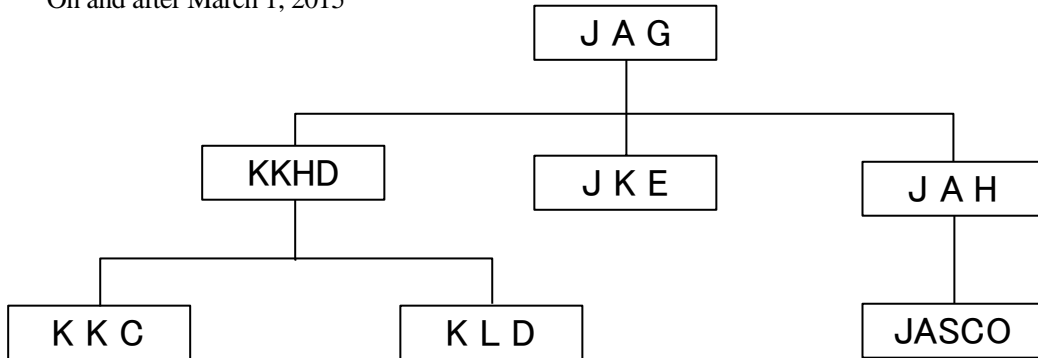 On and after March 1, 2015
J A G
KKHD
J K E
J A H
K K C
K L D
JASCO